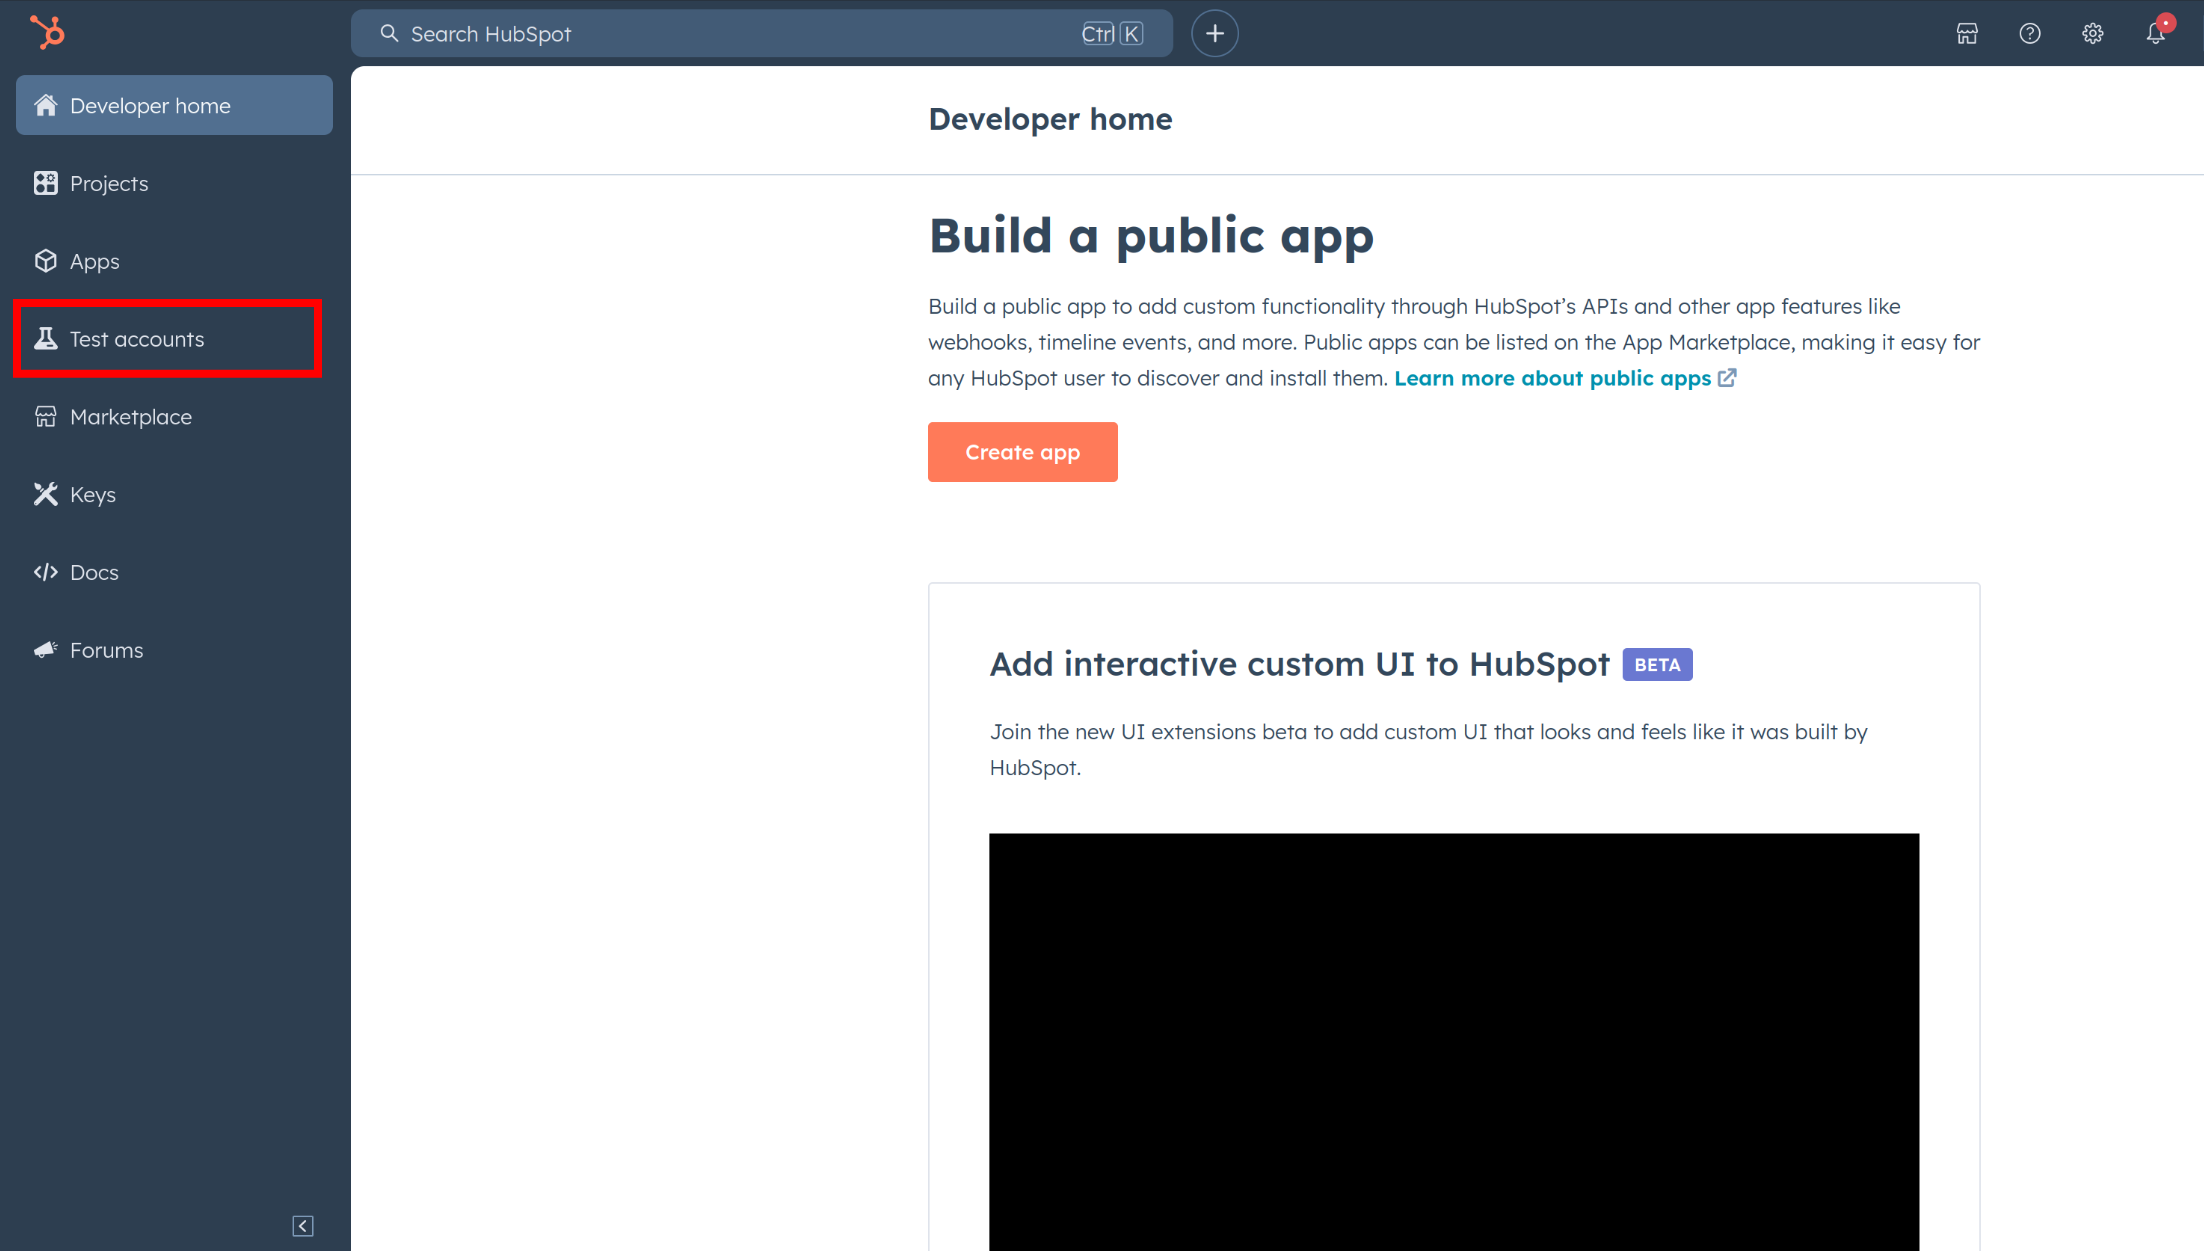 Search HubSpot Ctrl K
Developer home
Projects
Apps
Test accounts
Marketplace
Keys
Docs
Forums
Developer home
Build a public app
Build a public app to add custom functionality through HubSpot’s APIs and other app features like
webhooks, timeline events, and more. Public apps can be listed on the App Marketplace, making it easy for
any HubSpot user to discover and install them. Learn more about public apps
Create app
Add interactive custom UI to HubSpot BETA
Join the new UI extensions beta to add custom UI that looks and feels like it was built by
HubSpot.